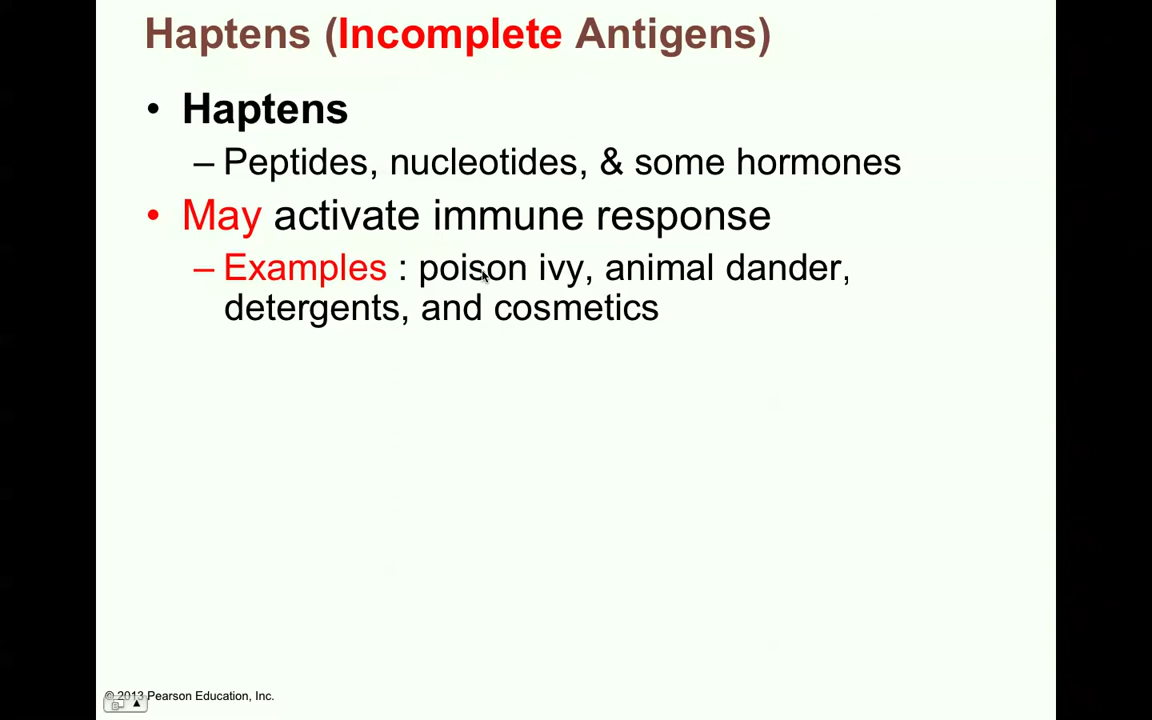 Haptens (Incomplete Antigens)
• Haptens
– Peptides, nucleotides, & some hormones
• May activate immune response
– Examples : poison ivy, animal dander,
detergents, and cosmetics
© 2013 Pearson Education, Inc.